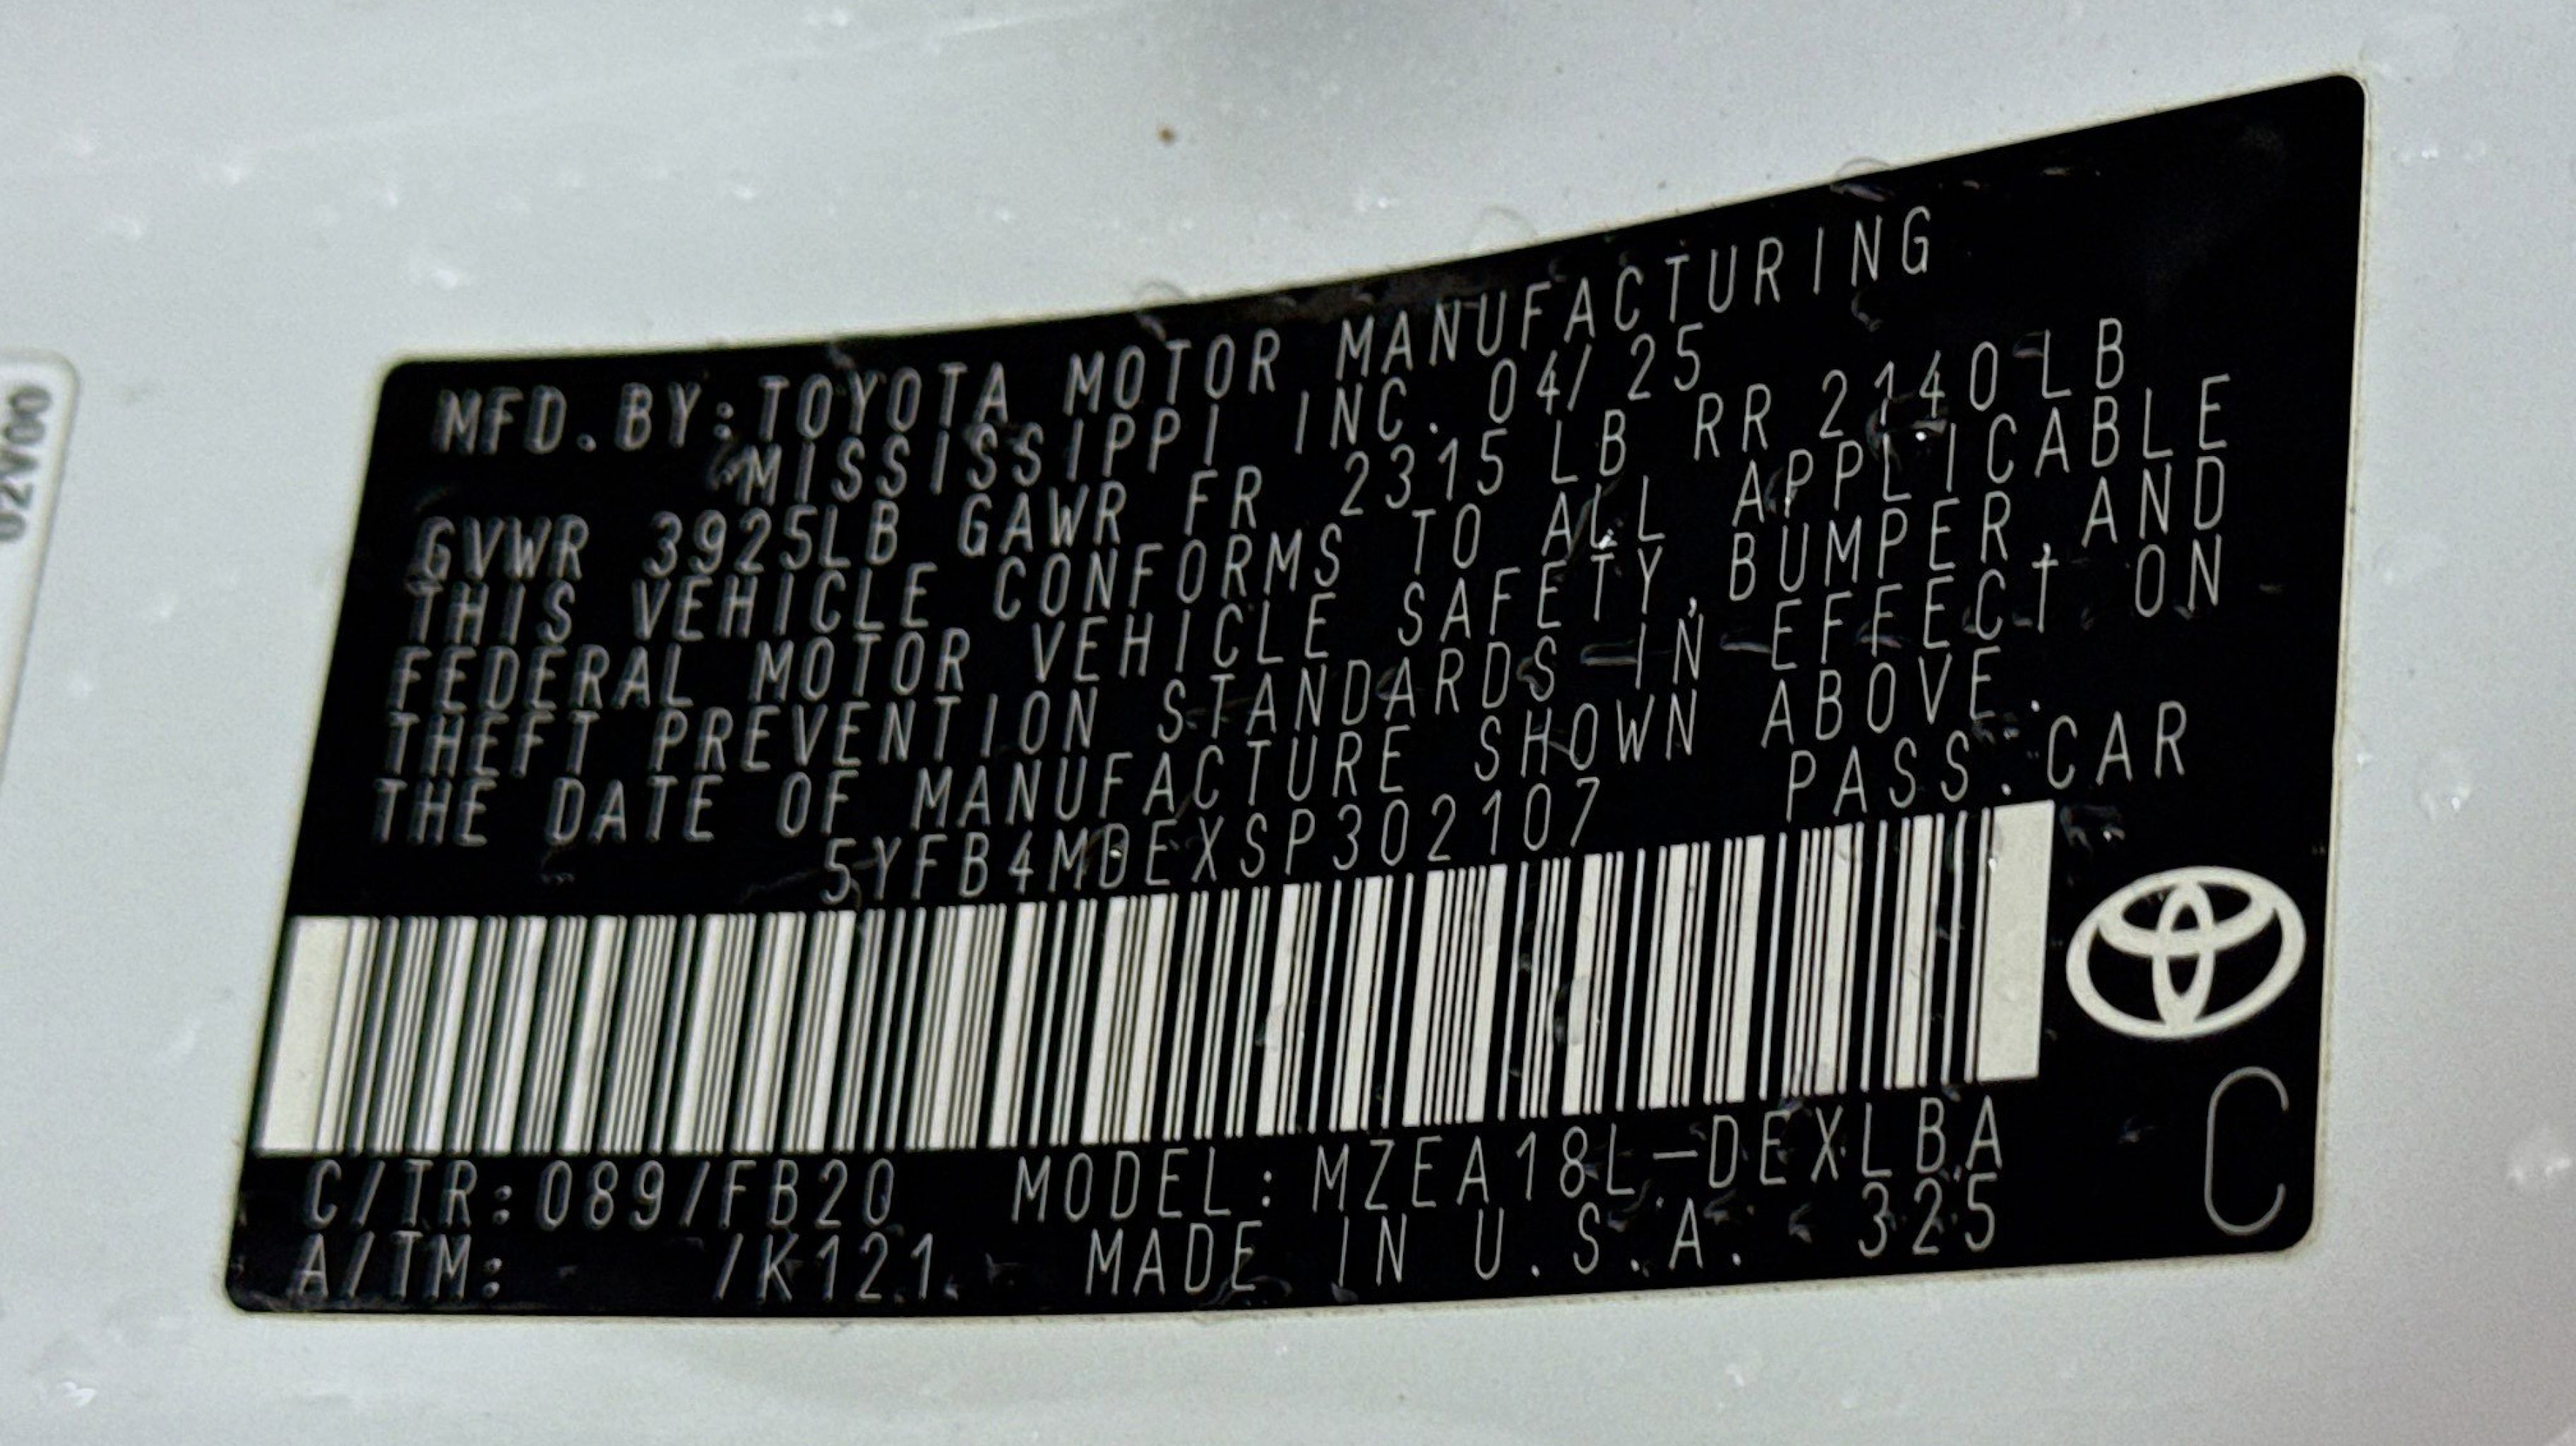 02V00
MFD.BY:TOYOTA MOTOR MANUFACTURING
MISSISSIPPI INC. 04/25
GVWR 3925LB GAWR FR 2315 LB RR 2140 LB
THIS VEHICLE CONFORMS TO ALL APPLICABLE
FEDERAL MOTOR VEHICLE SAFETY, BUMPER, AND
THEFT PREVENTION STANDARDS IN EFFECT ON
THE DATE OF MANUFACTURE SHOWN ABOVE.
5YFB4MDEXSP302107 PASS.CAR
C/TR:089/FB20 MODEL:MZEA18L-DEXLBA
A/TM: /K121 MADE IN U.S.A. 325
C